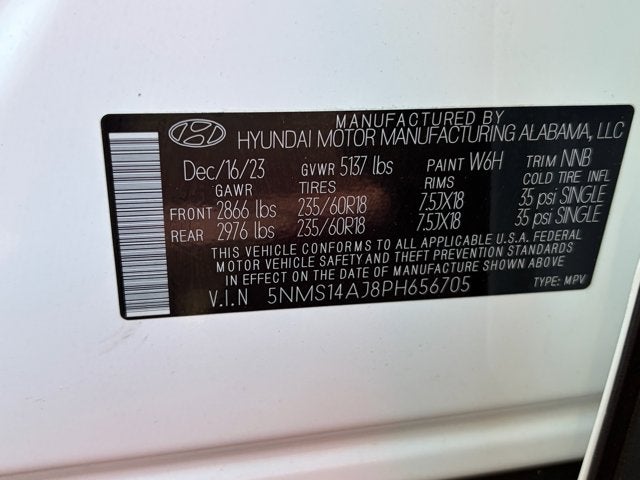 MANUFACTURED BY
HYUNDAI MOTOR MANUFACTURING ALABAMA, LLC
Dec/16/23 GVWR 5137 lbs PAINT W6H TRIM NNB
GAWR TIRES RIMS COLD TIRE INFL
FRONT 2866 lbs 235/60R18 7.5JX18 35 psi SINGLE
REAR 2976 lbs 235/60R18 7.5JX18 35 psi SINGLE
THIS VEHICLE CONFORMS TO ALL APPLICABLE U.S.A. FEDERAL
MOTOR VEHICLE SAFETY AND THEFT PREVENTION STANDARDS
IN EFFECT ON THE DATE OF MANUFACTURE SHOWN ABOVE
V.I.N 5NMS14AJ8PH656705 TYPE: MPV